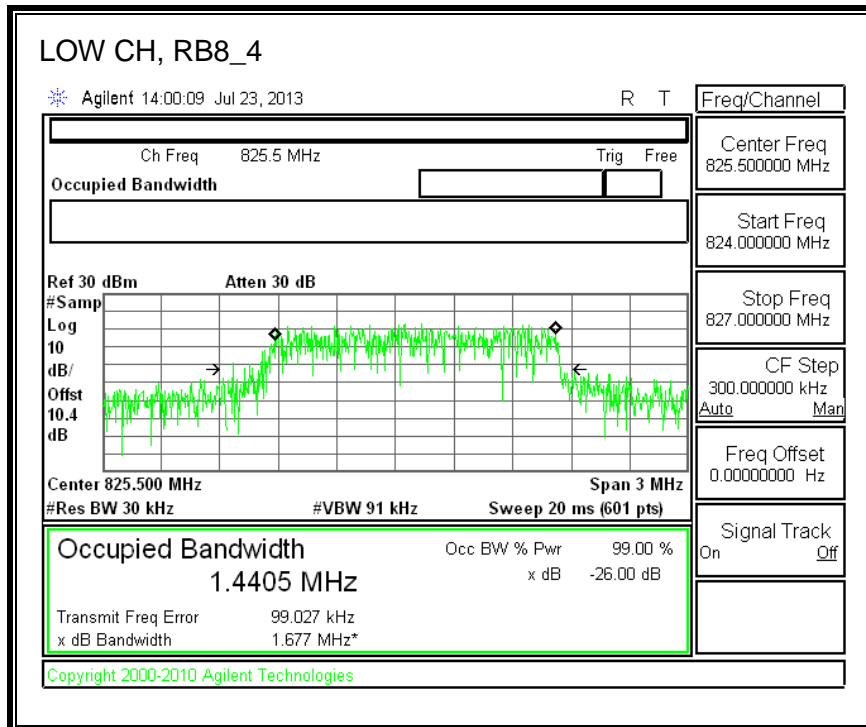 LOW CH, RB8_4
Agilent 14:00:09 Jul 23, 2013 R T
Freq/Channel
Ch Freq 825.5 MHz Trig Free
Occupied Bandwidth
Center Freq
825.500000 MHz
Start Freq
824.000000 MHz
Stop Freq
827.000000 MHz
CF Step
300.000000 kHz
Auto Man
Freq Offset
0.00000000 Hz
Signal Track
On Off
Ref 30 dBm Atten 30 dB
#Samp
Log
10
dB/
Offst
10.4
dB
Center 825.500 MHz Span 3 MHz
#Res BW 30 kHz #VBW 91 kHz Sweep 20 ms (601 pts)
Occupied Bandwidth
1.4405 MHz
Occ BW % Pwr 99.00 %
x dB -26.00 dB
Transmit Freq Error 99.027 kHz
x dB Bandwidth 1.677 MHz*
Copyright 2000-2010 Agilent Technologies